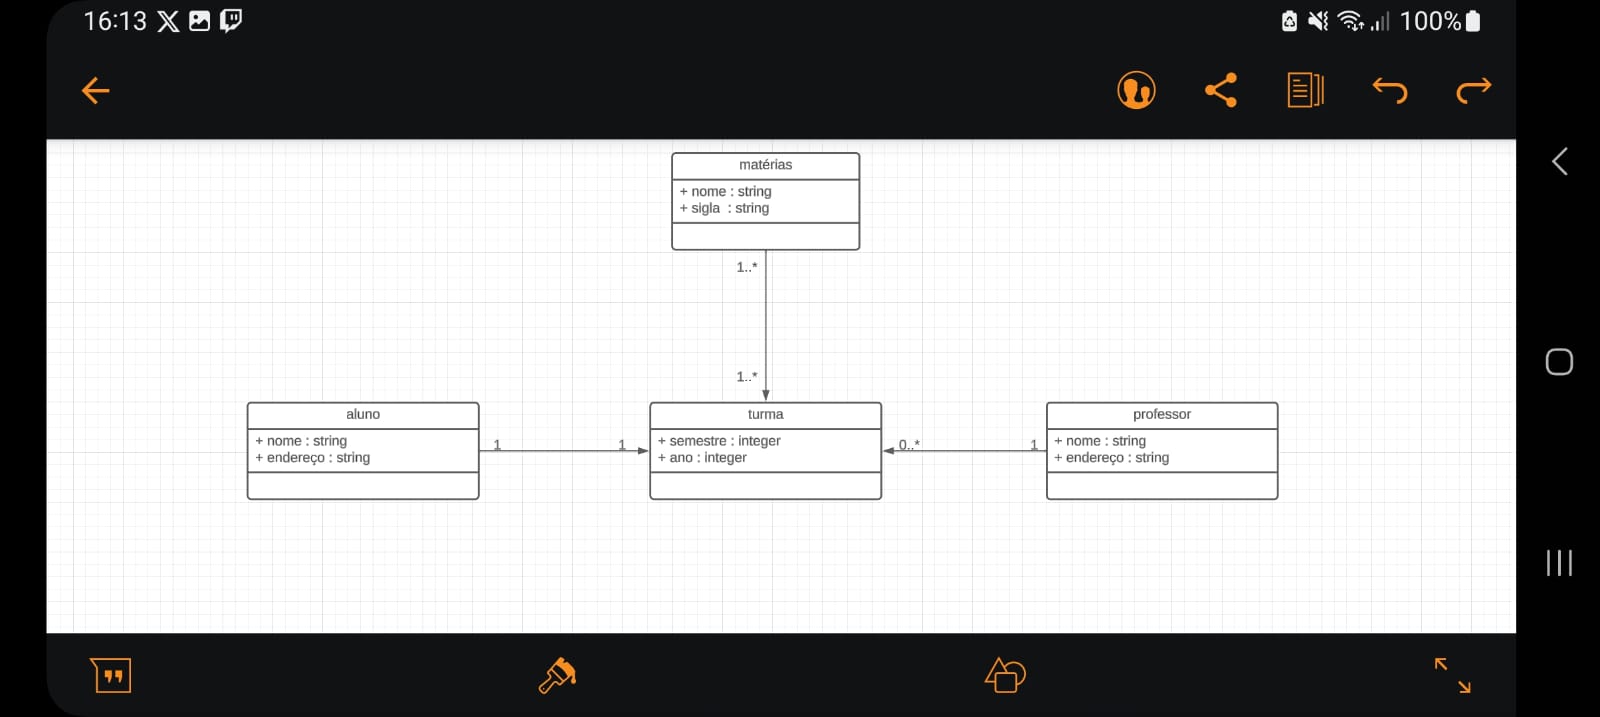 16:13
100%
matérias
+ nome : string
+ sigla : string
1..*
1..*
aluno
+ nome : string
+ endereço : string
1
1
turma
+ semestre : integer
+ ano : integer
0..*
1
professor
+ nome : string
+ endereço : string